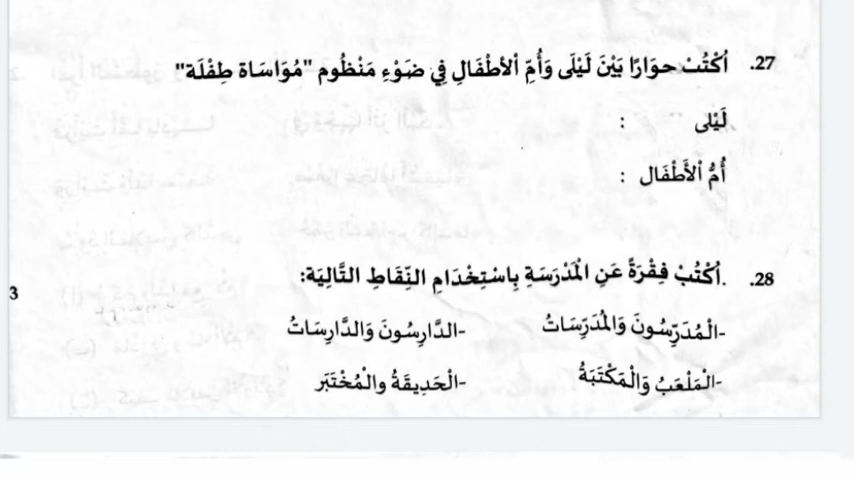 27. اُكْتُبْ حِوَارًا بَيْنَ لَيْلَى وَأُمِّ الأَطْفَالِ فِي ضَوْءِ مَنْظُوم "مُوَاسَاة طِفْلَة"
لَيْلى :
أُمُّ الأَطْفَال :
28. .اُكْتُبْ فِقْرَةً عَنِ الْمَدْرَسَةِ بِاسْتِخْدَامِ النِّقَاطِ التَّالِيَة:
-الْمُدَرِّسُونَ وَالْمُدَرِّسَاتُ -الدَّارِسُونَ وَالدَّارِسَاتُ
3
-الْمَلْعَبُ وَالْمَكْتَبَةُ -الْحَدِيقَةُ والْمُخْتَبَر